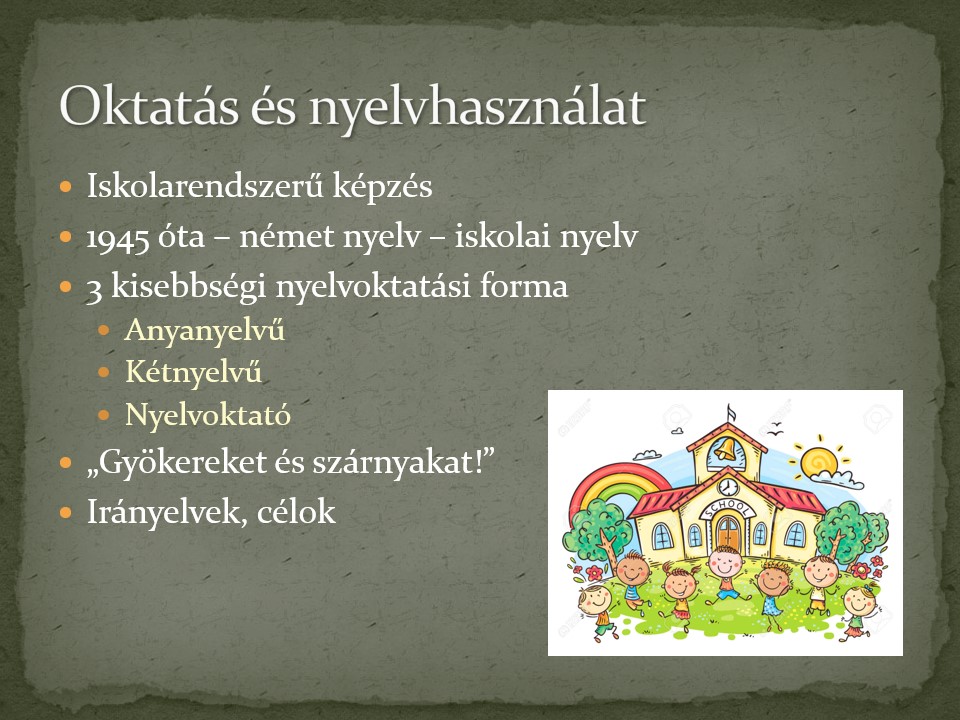 Oktatás és nyelvhasználat
Iskolarendszerű képzés
1945 óta – német nyelv – iskolai nyelv
3 kisebbségi nyelvoktatási forma
Anyanyelvű
Kétnyelvű
Nyelvoktató
„Gyökereket és szárnyakat!”
Irányelvek, célok
SCHOOL